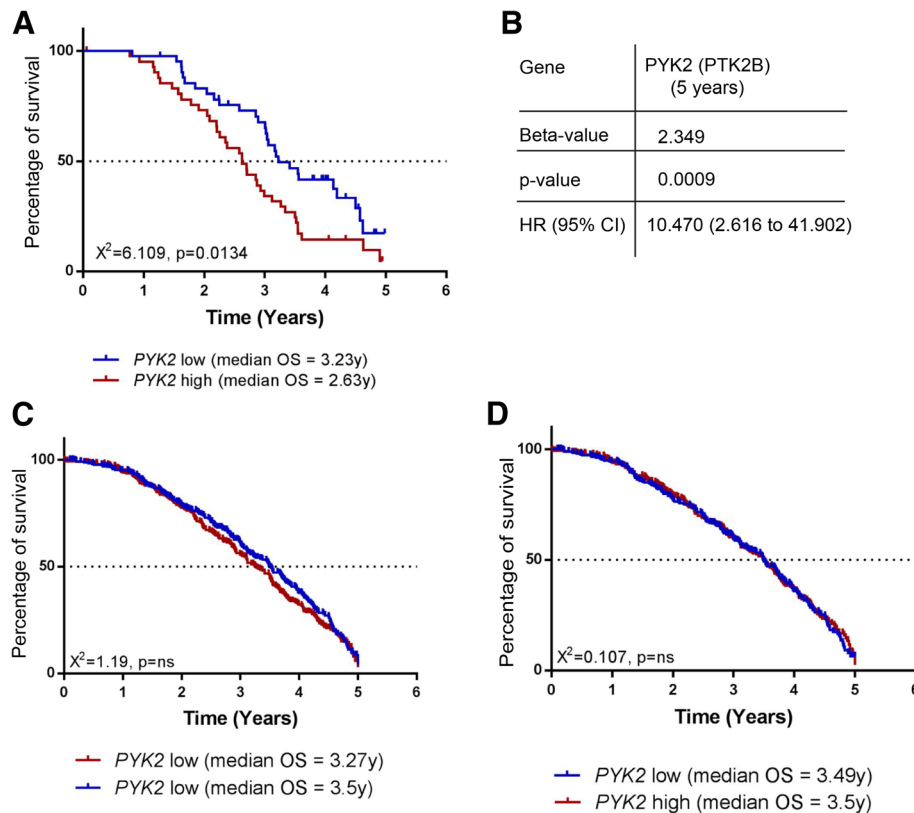 A
Percentage of survival
100
50
0
X²=6.109, p=0.0134
0 1 2 3 4 5 6
Time (Years)
PYK2 low (median OS = 3.23y)
PYK2 high (median OS = 2.63y)
B
Gene PYK2 (PTK2B)
(5 years)
Beta-value 2.349
p-value 0.0009
HR (95% CI) 10.470 (2.616 to 41.902)
C
Percentage of survival
100
50
0
X²=1.19, p=ns
0 1 2 3 4 5 6
Time (Years)
PYK2 low (median OS = 3.27y)
PYK2 low (median OS = 3.5y)
D
Percentage of survival
100
50
0
X²=0.107, p=ns
0 1 2 3 4 5 6
Time (Years)
PYK2 low (median OS = 3.49y)
PYK2 high (median OS = 3.5y)